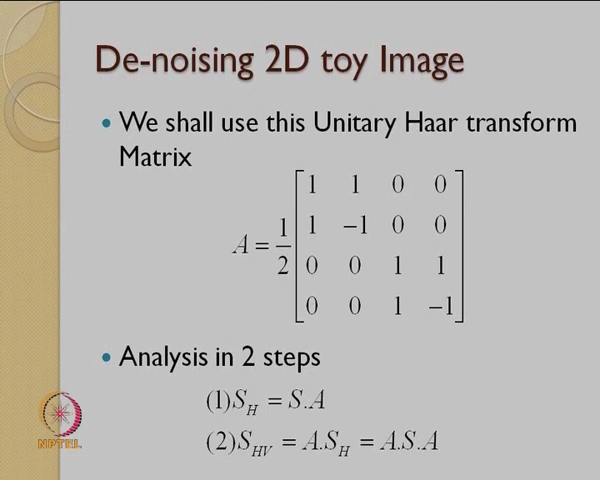 De-noising 2D toy Image
• We shall use this Unitary Haar transform
Matrix
A = 1/2 [1 1 0 0
1 −1 0 0
0 0 1 1
0 0 1 −1]
• Analysis in 2 steps
(1)S_H = S.A
(2)S_HV = A.S_H = A.S.A
NPTEL